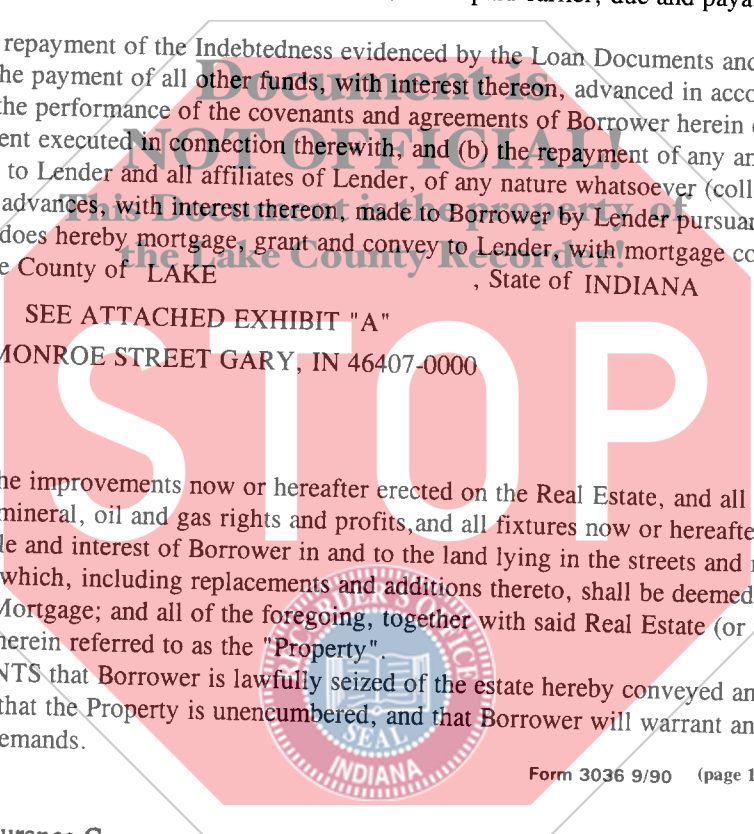 due and paya
repayment of the Indebtedness evidenced by the Loan Documents and
he payment of all other funds, with interest thereon, advanced in acco
Document is
the performance of the covenants and agreements of Borrower herein
ent executed in connection therewith, and (b) the repayment of any am
NOT OFFICIAL!
to Lender and all affiliates of Lender, of any nature whatsoever (coll
advances, with interest thereon, made to Borrower by Lender pursuan
This Document is the property of
does hereby mortgage, grant and convey to Lender, with mortgage co
the Lake County Recorder!
e County of LAKE , State of INDIANA
SEE ATTACHED EXHIBIT "A"
MONROE STREET GARY, IN 46407-0000
STOP
he improvements now or hereafter erected on the Real Estate, and all
mineral, oil and gas rights and profits, and all fixtures now or hereafte
le and interest of Borrower in and to the land lying in the streets and
which, including replacements and additions thereto, shall be deemed
Mortgage; and all of the foregoing, together with said Real Estate (or
herein referred to as the "Property".
NTS that Borrower is lawfully seized of the estate hereby conveyed an
that the Property is unencumbered, and that Borrower will warrant an
emands.
RECORDER'S OFFICE
SEAL
INDIANA
Form 3036 9/90 (page 1